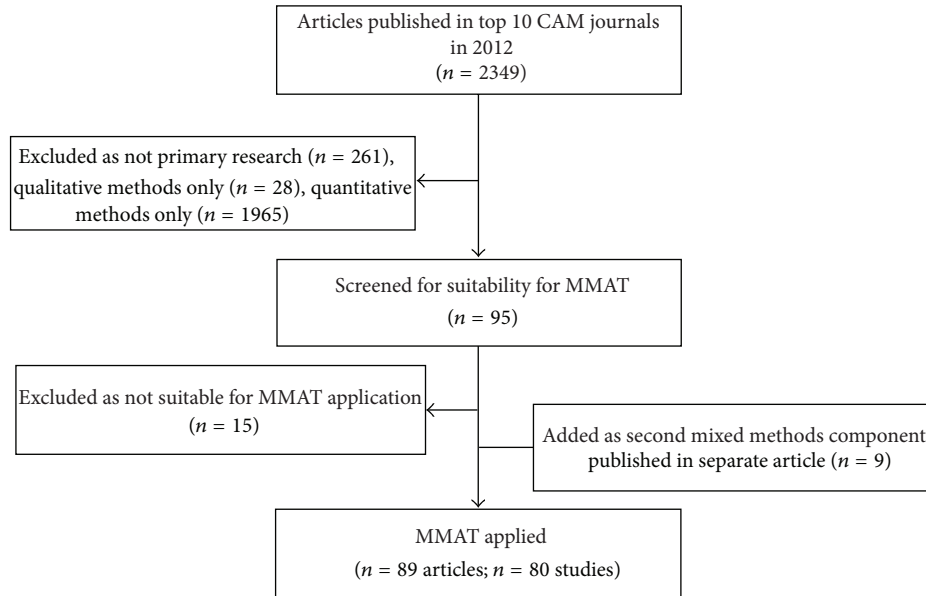 Articles published in top 10 CAM journals
in 2012
(n = 2349)
Excluded as not primary research (n = 261),
qualitative methods only (n = 28), quantitative
methods only (n = 1965)
Screened for suitability for MMAT
(n = 95)
Excluded as not suitable for MMAT application
(n = 15)
Added as second mixed methods component
published in separate article (n = 9)
MMAT applied
(n = 89 articles; n = 80 studies)